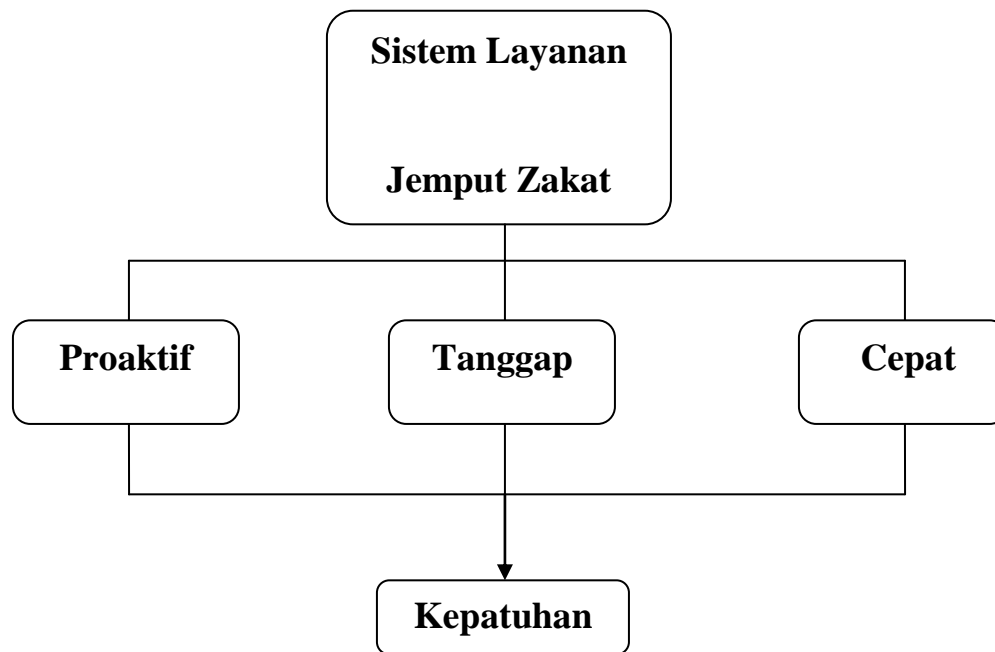 Sistem Layanan
Jemput Zakat
Proaktif
Tanggap
Cepat
Kepatuhan